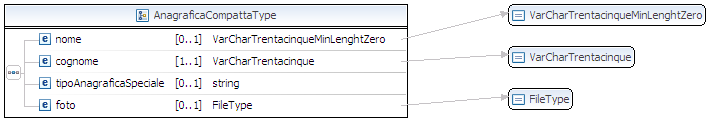 AnagraficaCompattaType
nome [0..1] VarCharTrentacinqueMinLenghtZero
cognome [1..1] VarCharTrentacinque
tipoAnagraficaSpeciale [0..1] string
foto [0..1] FileType
VarCharTrentacinqueMinLenghtZero
VarCharTrentacinque
FileType